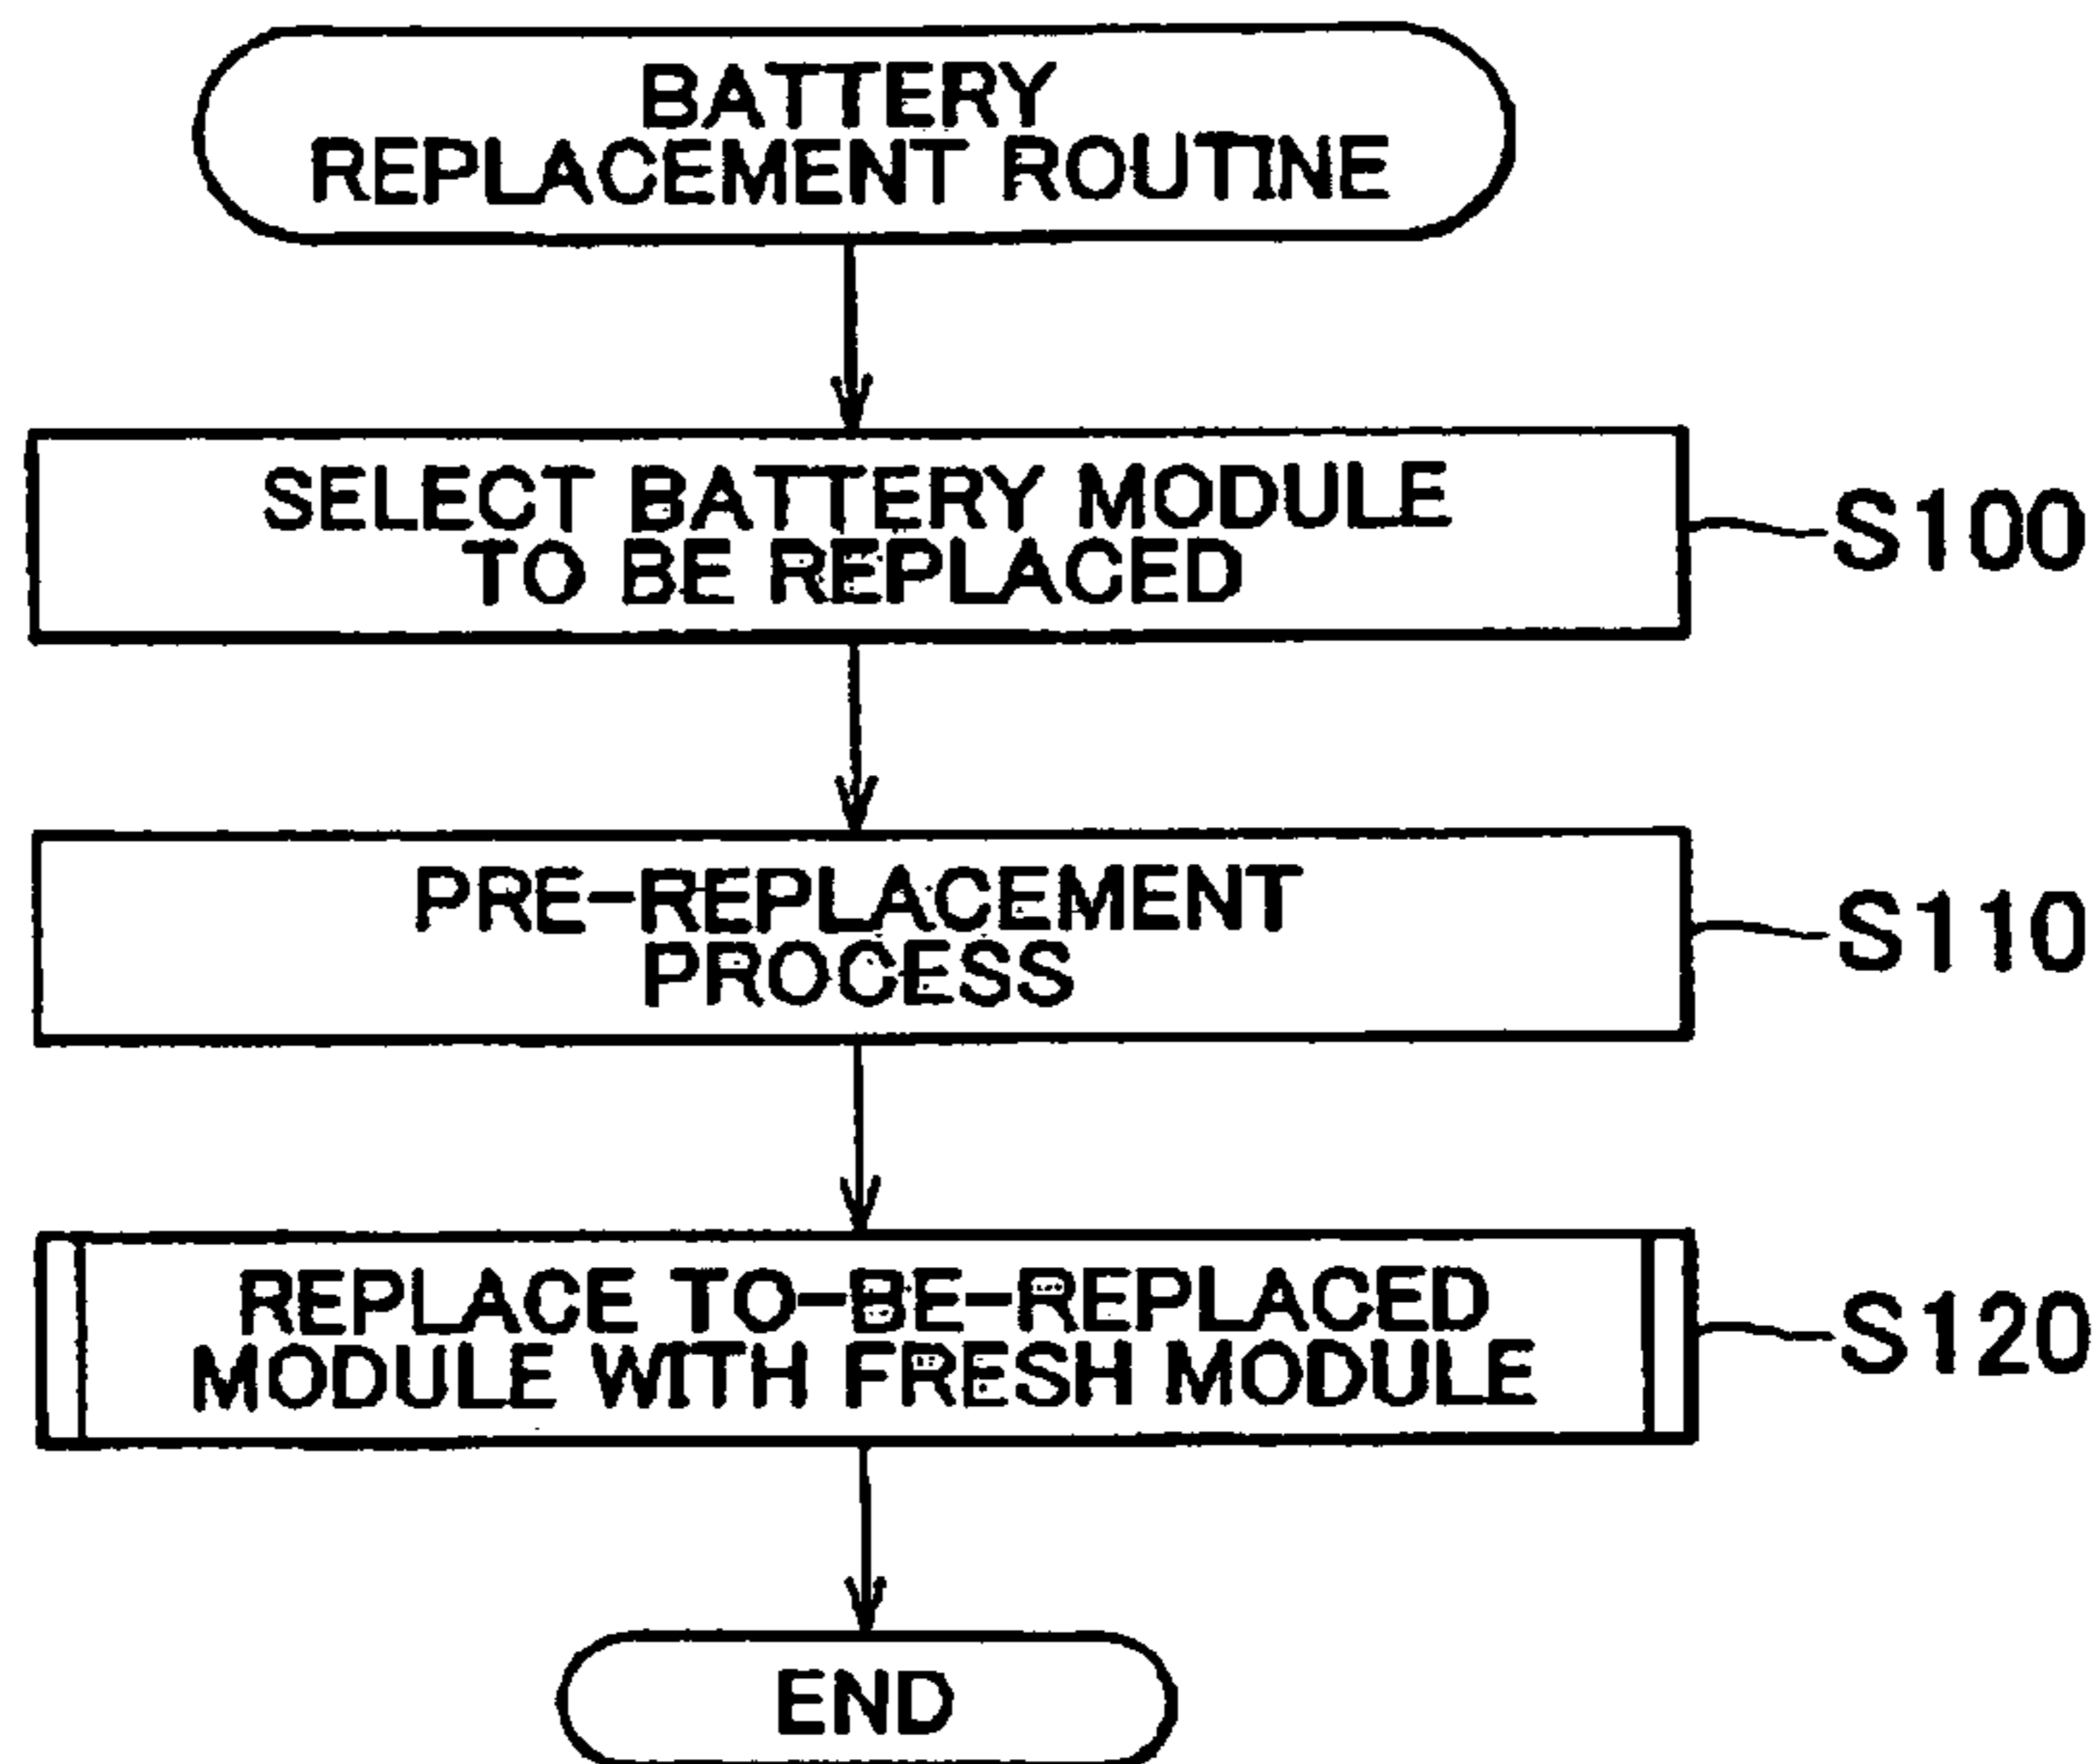 BATTERY
REPLACEMENT ROUTINE
SELECT BATTERY MODULE
TO BE REPLACED
S100
PRE-REPLACEMENT
PROCESS
S110
REPLACE TO-BE-REPLACED
MODULE WITH FRESH MODULE
S120
END